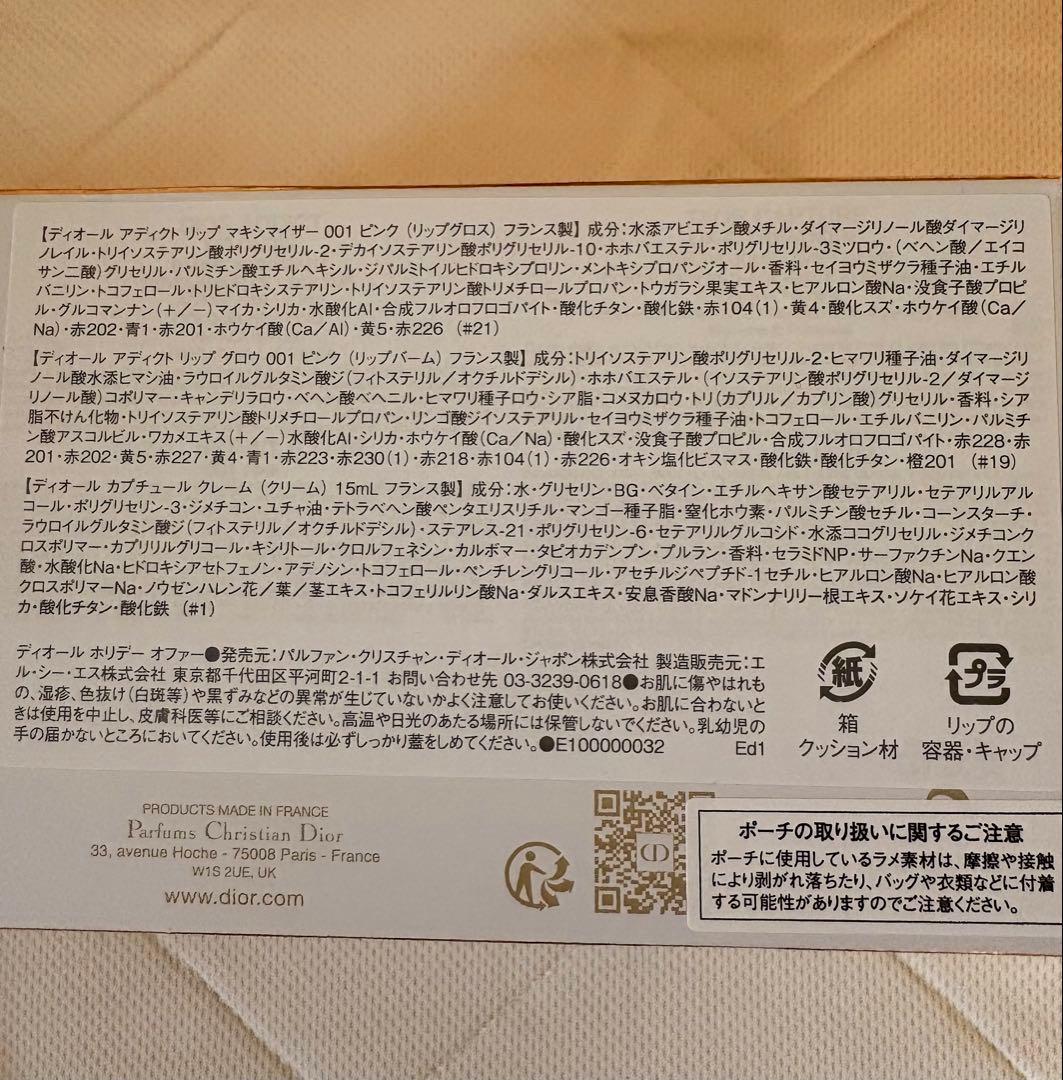 【ディオール アディクト リップ マキシマイザー 001 ピンク (リップグロス) フランス製】 成分:水添アビエチン酸メチル・ダイマージリノール酸ダイマージリ
ノレイル・トリイソステアリン酸ポリグリセリル-2・デカイソステアリン酸ポリグリセリル-10・ホホバエステル・ポリグリセリル-3ミツロウ・(ベヘン酸/エイコ
サン二酸)グリセリル・パルミチン酸エチルヘキシル・ジパルミトイルヒドロキシプロリン・メントキシプロパンジオール・香料・セイヨウミザクラ種子油・エチル
バニリン・トコフェロール・トリヒドロキシステアリン・トリイソステアリン酸トリメチロールプロパン・トウガラシ果実エキス・ヒアルロン酸Na・没食子酸プロピ
ル・グルコマンナン(+/−)マイカ・シリカ・水酸化Al・合成フルオロフロゴパイト・酸化チタン・酸化鉄・赤104(1)・黄4・酸化スズ・ホウケイ酸(Ca/
Na)・赤202・青1・赤201・ホウケイ酸(Ca/Al)・黄5・赤226 (#21)
【ディオール アディクト リップ グロウ 001 ピンク (リップバーム) フランス製】 成分:トリイソステアリン酸ポリグリセリル-2・ヒマワリ種子油・ダイマージリ
ノール酸水添ヒマシ油・ラウロイルグルタミン酸ジ(フィトステリル/オクチルドデシル)・ホホバエステル・(イソステアリン酸ポリグリセリル-2/ダイマージ
リノール酸)コポリマー・キャンデリラロウ・ベヘン酸ベヘニル・ヒマワリ種子ロウ・シア脂・コメヌカロウ・トリ(カプリル/カプリン酸)グリセリル・香料・シア
脂不けん化物・トリイソステアリン酸トリメチロールプロパン・リンゴ酸ジイソステアリル・セイヨウミザクラ種子油・トコフェロール・エチルバニリン・パルミチ
ン酸アスコルビル・ワカメエキス(+/−)水酸化Al・シリカ・ホウケイ酸(Ca/Na)・酸化スズ・没食子酸プロピル・合成フルオロフロゴパイト・赤228・赤
201・赤202・黄5・赤227・黄4・青1・赤223・赤230(1)・赤218・赤104(1)・赤226・オキシ塩化ビスマス・酸化鉄・酸化チタン・橙201 (#19)
【ディオール カプチュール クレーム (クリーム) 15mL フランス製】 成分:水・グリセリン・BG・ベタイン・エチルヘキサン酸セテアリル・セテアリルアル
コール・ポリグリセリン-3・ジメチコン・ユチャ油・テトラベヘン酸ペンタエリスリチル・マンゴー種子脂・窒化ホウ素・パルミチン酸セチル・コーンスターチ・
ラウロイルグルタミン酸ジ(フィトステリル/オクチルドデシル)・ステアレス-21・ポリグリセリン-6・セテアリルグルコシド・水添ココグリセリル・ジメチコンク
ロスポリマー・カプリリルグリコール・キシリトール・クロルフェネシン・カルボマー・タピオカデンプン・プルラン・香料・セラミドNP・サーファクチンNa・クエン
酸・水酸化Na・ヒドロキシアセトフェノン・アデノシン・トコフェロール・ペンチレングリコール・アセチルジペプチド-1セチル・ヒアルロン酸Na・ヒアルロン酸
クロスポリマーNa・ノウゼンハレン花/葉/茎エキス・トコフェリルリン酸Na・ダルスエキス・安息香酸Na・マドンナリリー根エキス・ソケイ花エキス・シリ
カ・酸化チタン・酸化鉄 (#1)
ディオール ホリデー オファー●発売元:パルファン・クリスチャン・ディオール・ジャポン株式会社 製造販売元:エ
ル・シー・エス株式会社 東京都千代田区平河町2-1-1 お問い合わせ先 03-3239-0618●お肌に傷やはれも
の、湿疹、色抜け(白斑等)や黒ずみなどの異常が生じていないかよく注意してお使いください。お肌に合わないと
きは使用を中止し、皮膚科医等にご相談ください。高温や日光のあたる場所には保管しないでください。乳幼児の
手の届かないところにおいてください。使用後は必ずしっかり蓋をしめてください。●E100000032 Ed1
紙
箱
クッション材
プラ
リップの
容器・キャップ
PRODUCTS MADE IN FRANCE
Parfums Christian Dior
33, avenue Hoche - 75008 Paris - France
W1S 2UE, UK
www.dior.com
CD
ポーチの取り扱いに関するご注意
ポーチに使用しているラメ素材は、摩擦や接触
により剥がれ落ちたり、バッグや衣類などに付着
する可能性がありますのでご注意ください。